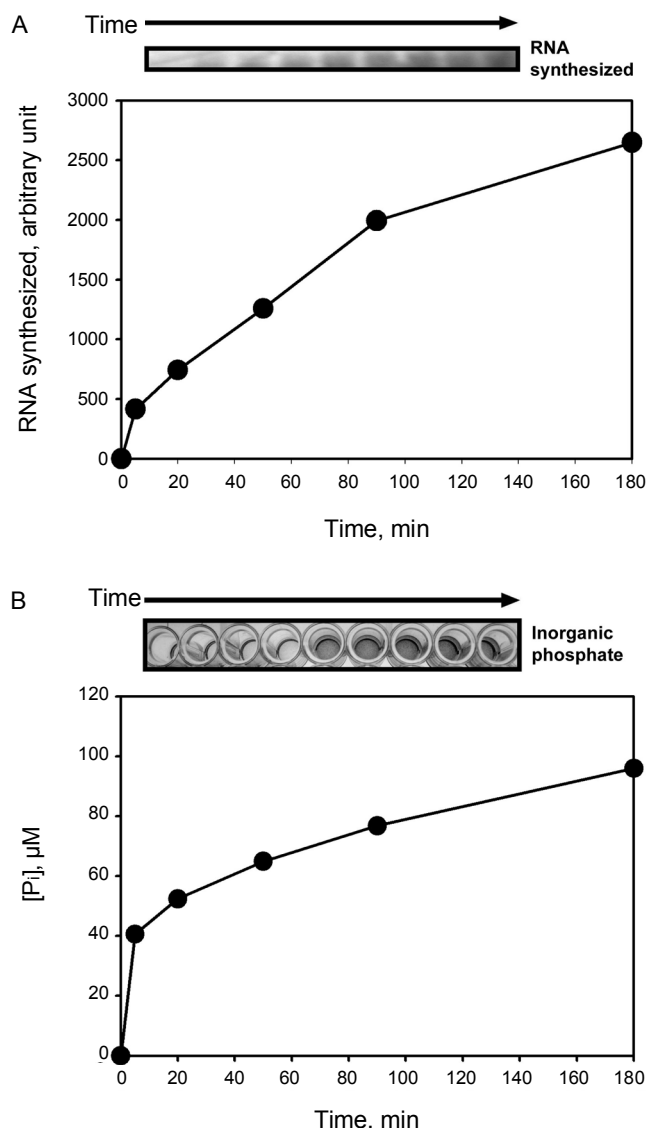 A
Time
RNA
synthesized
RNA synthesized, arbitrary unit
3000
2500
2000
1500
1000
500
0
0 20 40 60 80 100 120 140 160 180
Time, min
B
Time
Inorganic
phosphate
[Pi], µM
120
100
80
60
40
20
0
0 20 40 60 80 100 120 140 160 180
Time, min